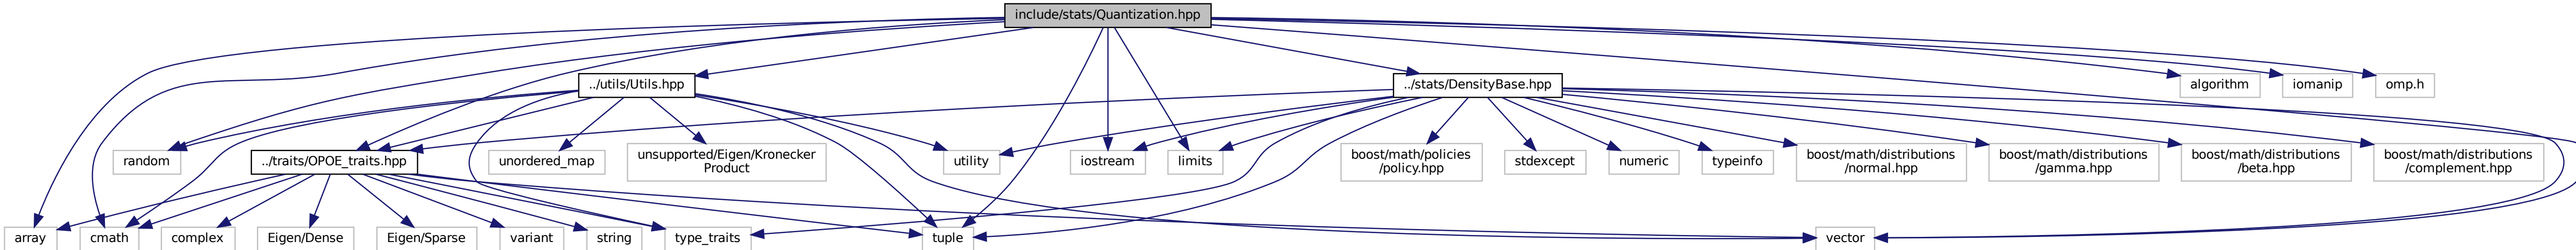 include/stats/Quantization.hpp
../utils/Utils.hpp
../stats/DensityBase.hpp
algorithm
iomanip
omp.h
random
../traits/OPOE_traits.hpp
unordered_map
unsupported/Eigen/Kronecker
Product
utility
iostream
limits
boost/math/policies
/policy.hpp
stdexcept
numeric
typeinfo
boost/math/distributions
/normal.hpp
boost/math/distributions
/gamma.hpp
boost/math/distributions
/beta.hpp
boost/math/distributions
/complement.hpp
array
cmath
complex
Eigen/Dense
Eigen/Sparse
variant
string
type_traits
tuple
vector